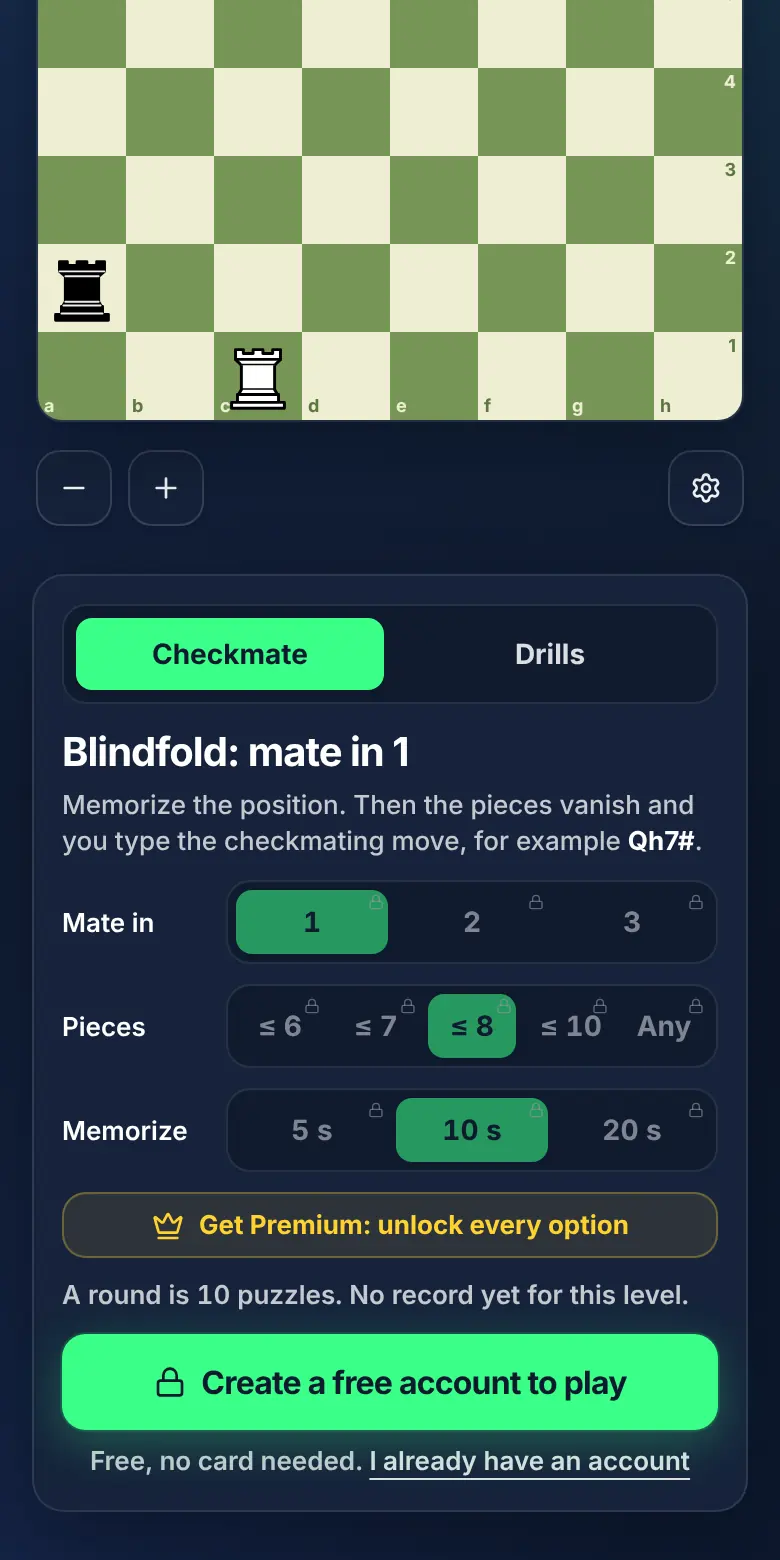 4
3
2
1
a b c d e f g h
Checkmate Drills
Blindfold: mate in 1
Memorize the position. Then the pieces vanish and
you type the checkmating move, for example Qh7#.
Mate in 1 2 3
Pieces ≤ 6 ≤ 7 ≤ 8 ≤ 10 Any
Memorize 5 s 10 s 20 s
Get Premium: unlock every option
A round is 10 puzzles. No record yet for this level.
Create a free account to play
Free, no card needed. I already have an account